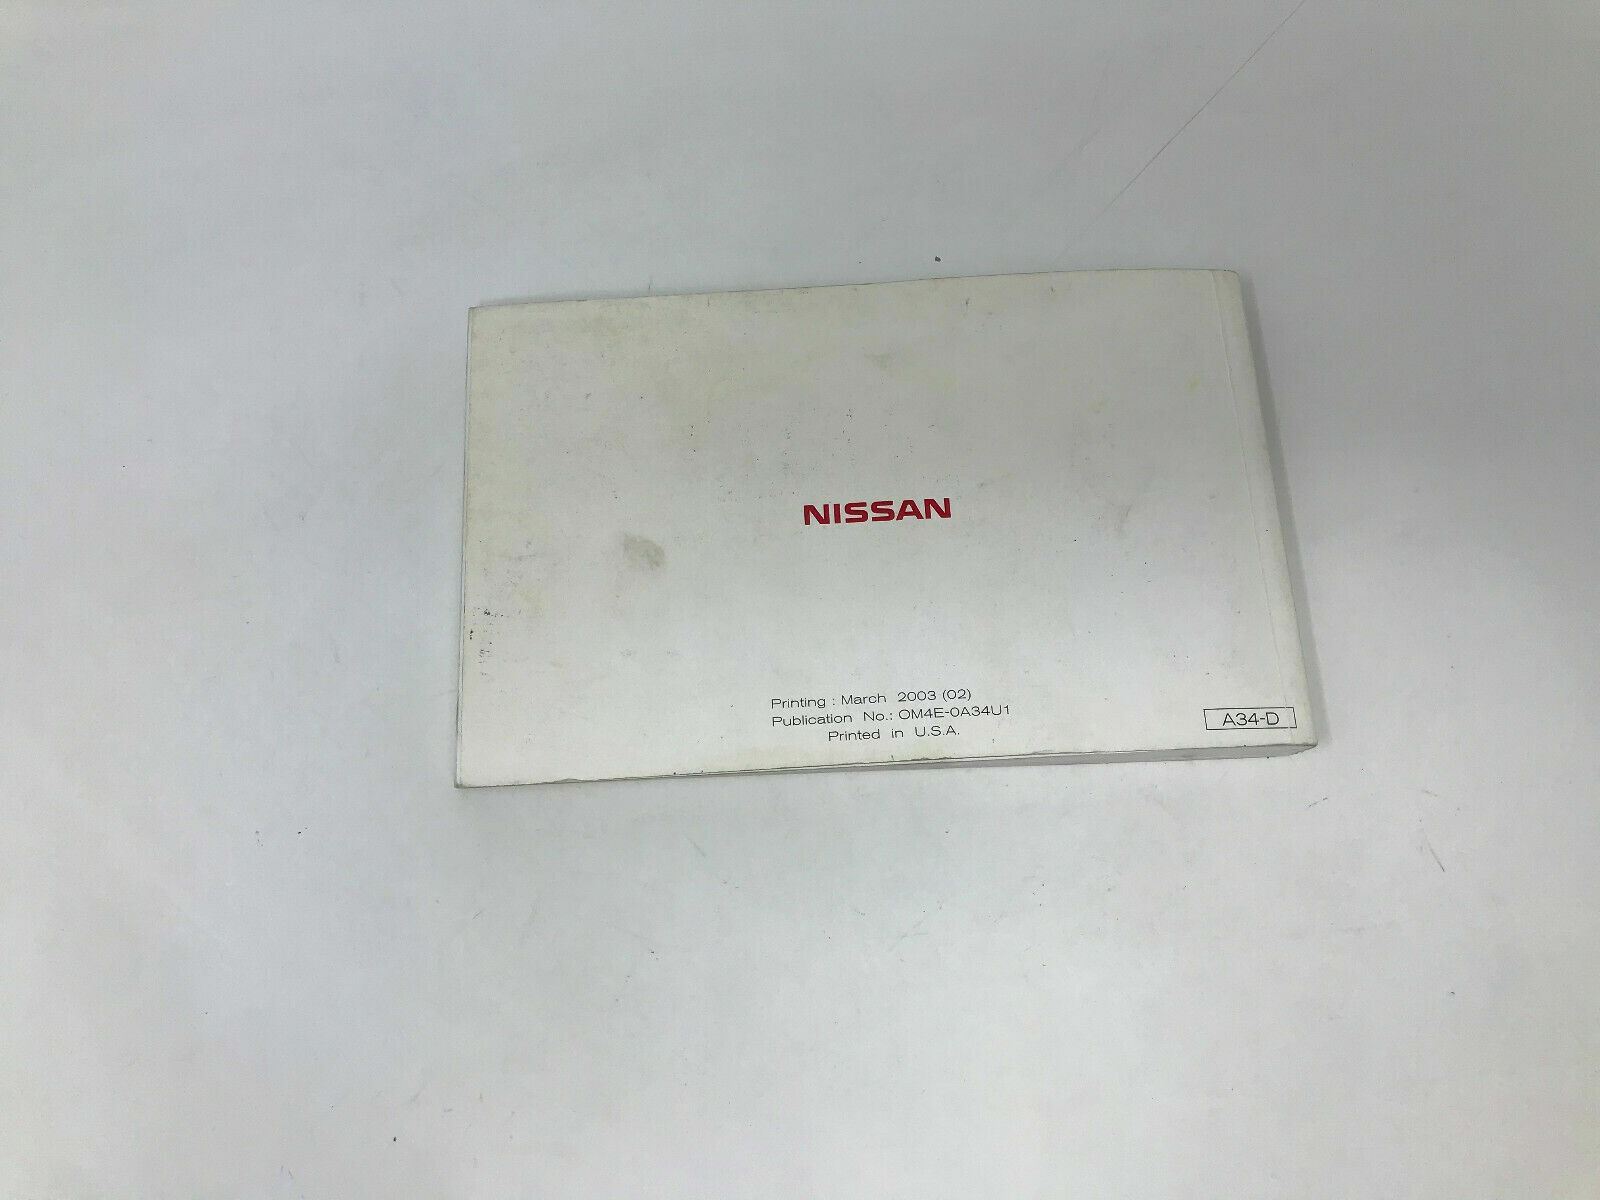 NISSAN
Printing : March 2003 (02)
Publication No.: OM4E-0A34U1
Printed in U.S.A.
A34-D